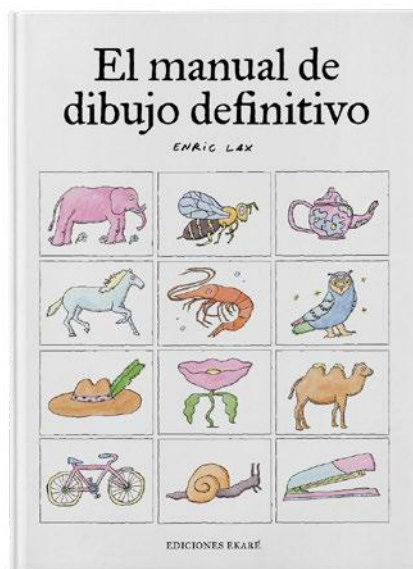 El manual de
dibujo definitivo
ENRIC LAX
EDICIONES EKARÉ